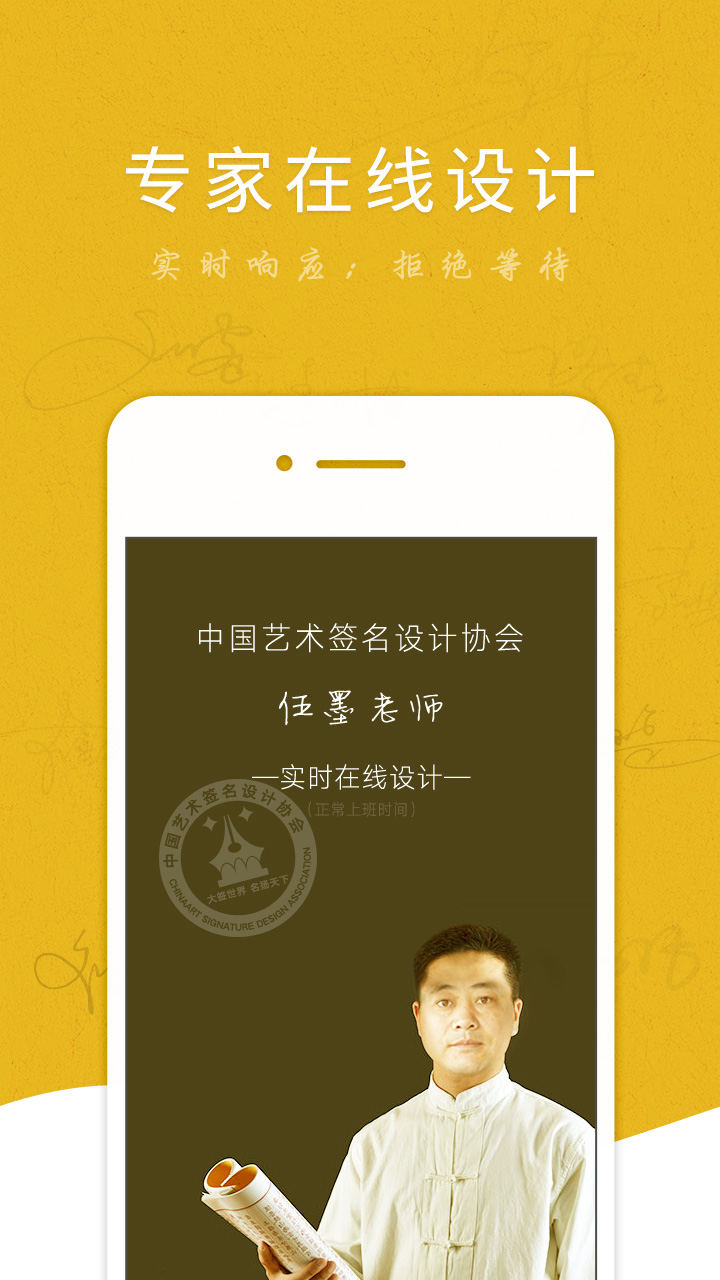 专家在线设计
实时响应；拒绝等待
中国艺术签名设计协会
任墨老师
—实时在线设计—
（正常上班时间）
中国艺术签名设计协会
大签世界 名扬天下
CHINAART SIGNATURE DESIGN ASSOCIATION